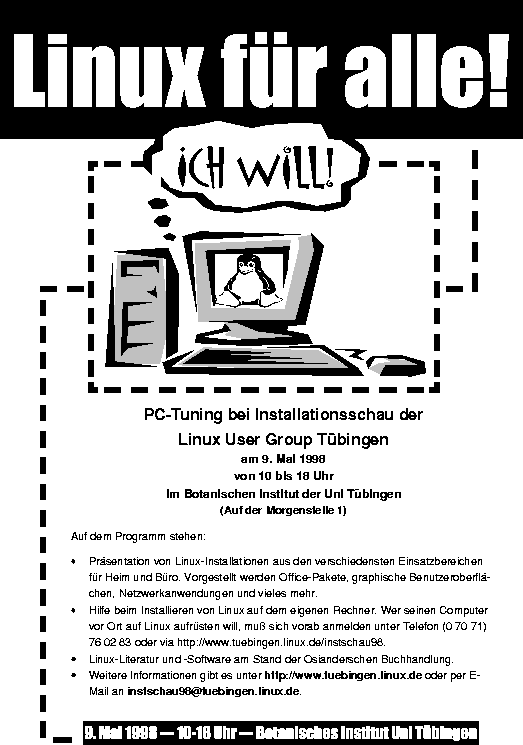 Linux für alle!
iCH WiLL!
PC-Tuning bei Installationsschau der
Linux User Group Tübingen
am 9. Mai 1998
von 10 bis 18 Uhr
im Botanischen Institut der Uni Tübingen
(Auf der Morgenstelle 1)
Auf dem Programm stehen:
• Präsentation von Linux-Installationen aus den verschiedensten Einsatzbereichen
für Heim und Büro. Vorgestellt werden Office-Pakete, graphische Benutzeroberflä-
chen, Netzwerkanwendungen und vieles mehr.
• Hilfe beim Installieren von Linux auf dem eigenen Rechner. Wer seinen Computer
vor Ort auf Linux aufrüsten will, muß sich vorab anmelden unter Telefon (0 70 71)
76 02 83 oder via http://www.tuebingen.linux.de/instschau98.
• Linux-Literatur und -Software am Stand der Osianderschen Buchhandlung.
• Weitere Informationen gibt es unter http://www.tuebingen.linux.de oder per E-
Mail an instschau98@tuebingen.linux.de.
9. Mai 1998 — 10-18 Uhr — Botanisches Institut Uni Tübingen